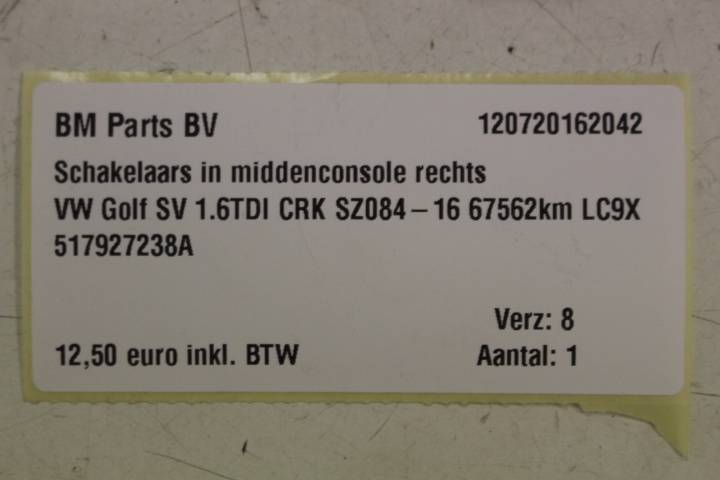 BM Parts BV 120720162042
Schakelaars in middenconsole rechts
VW Golf SV 1.6TDI CRK SZ084-16 67562km LC9X
517927238A
Verz: 8
12,50 euro inkl. BTW Aantal: 1